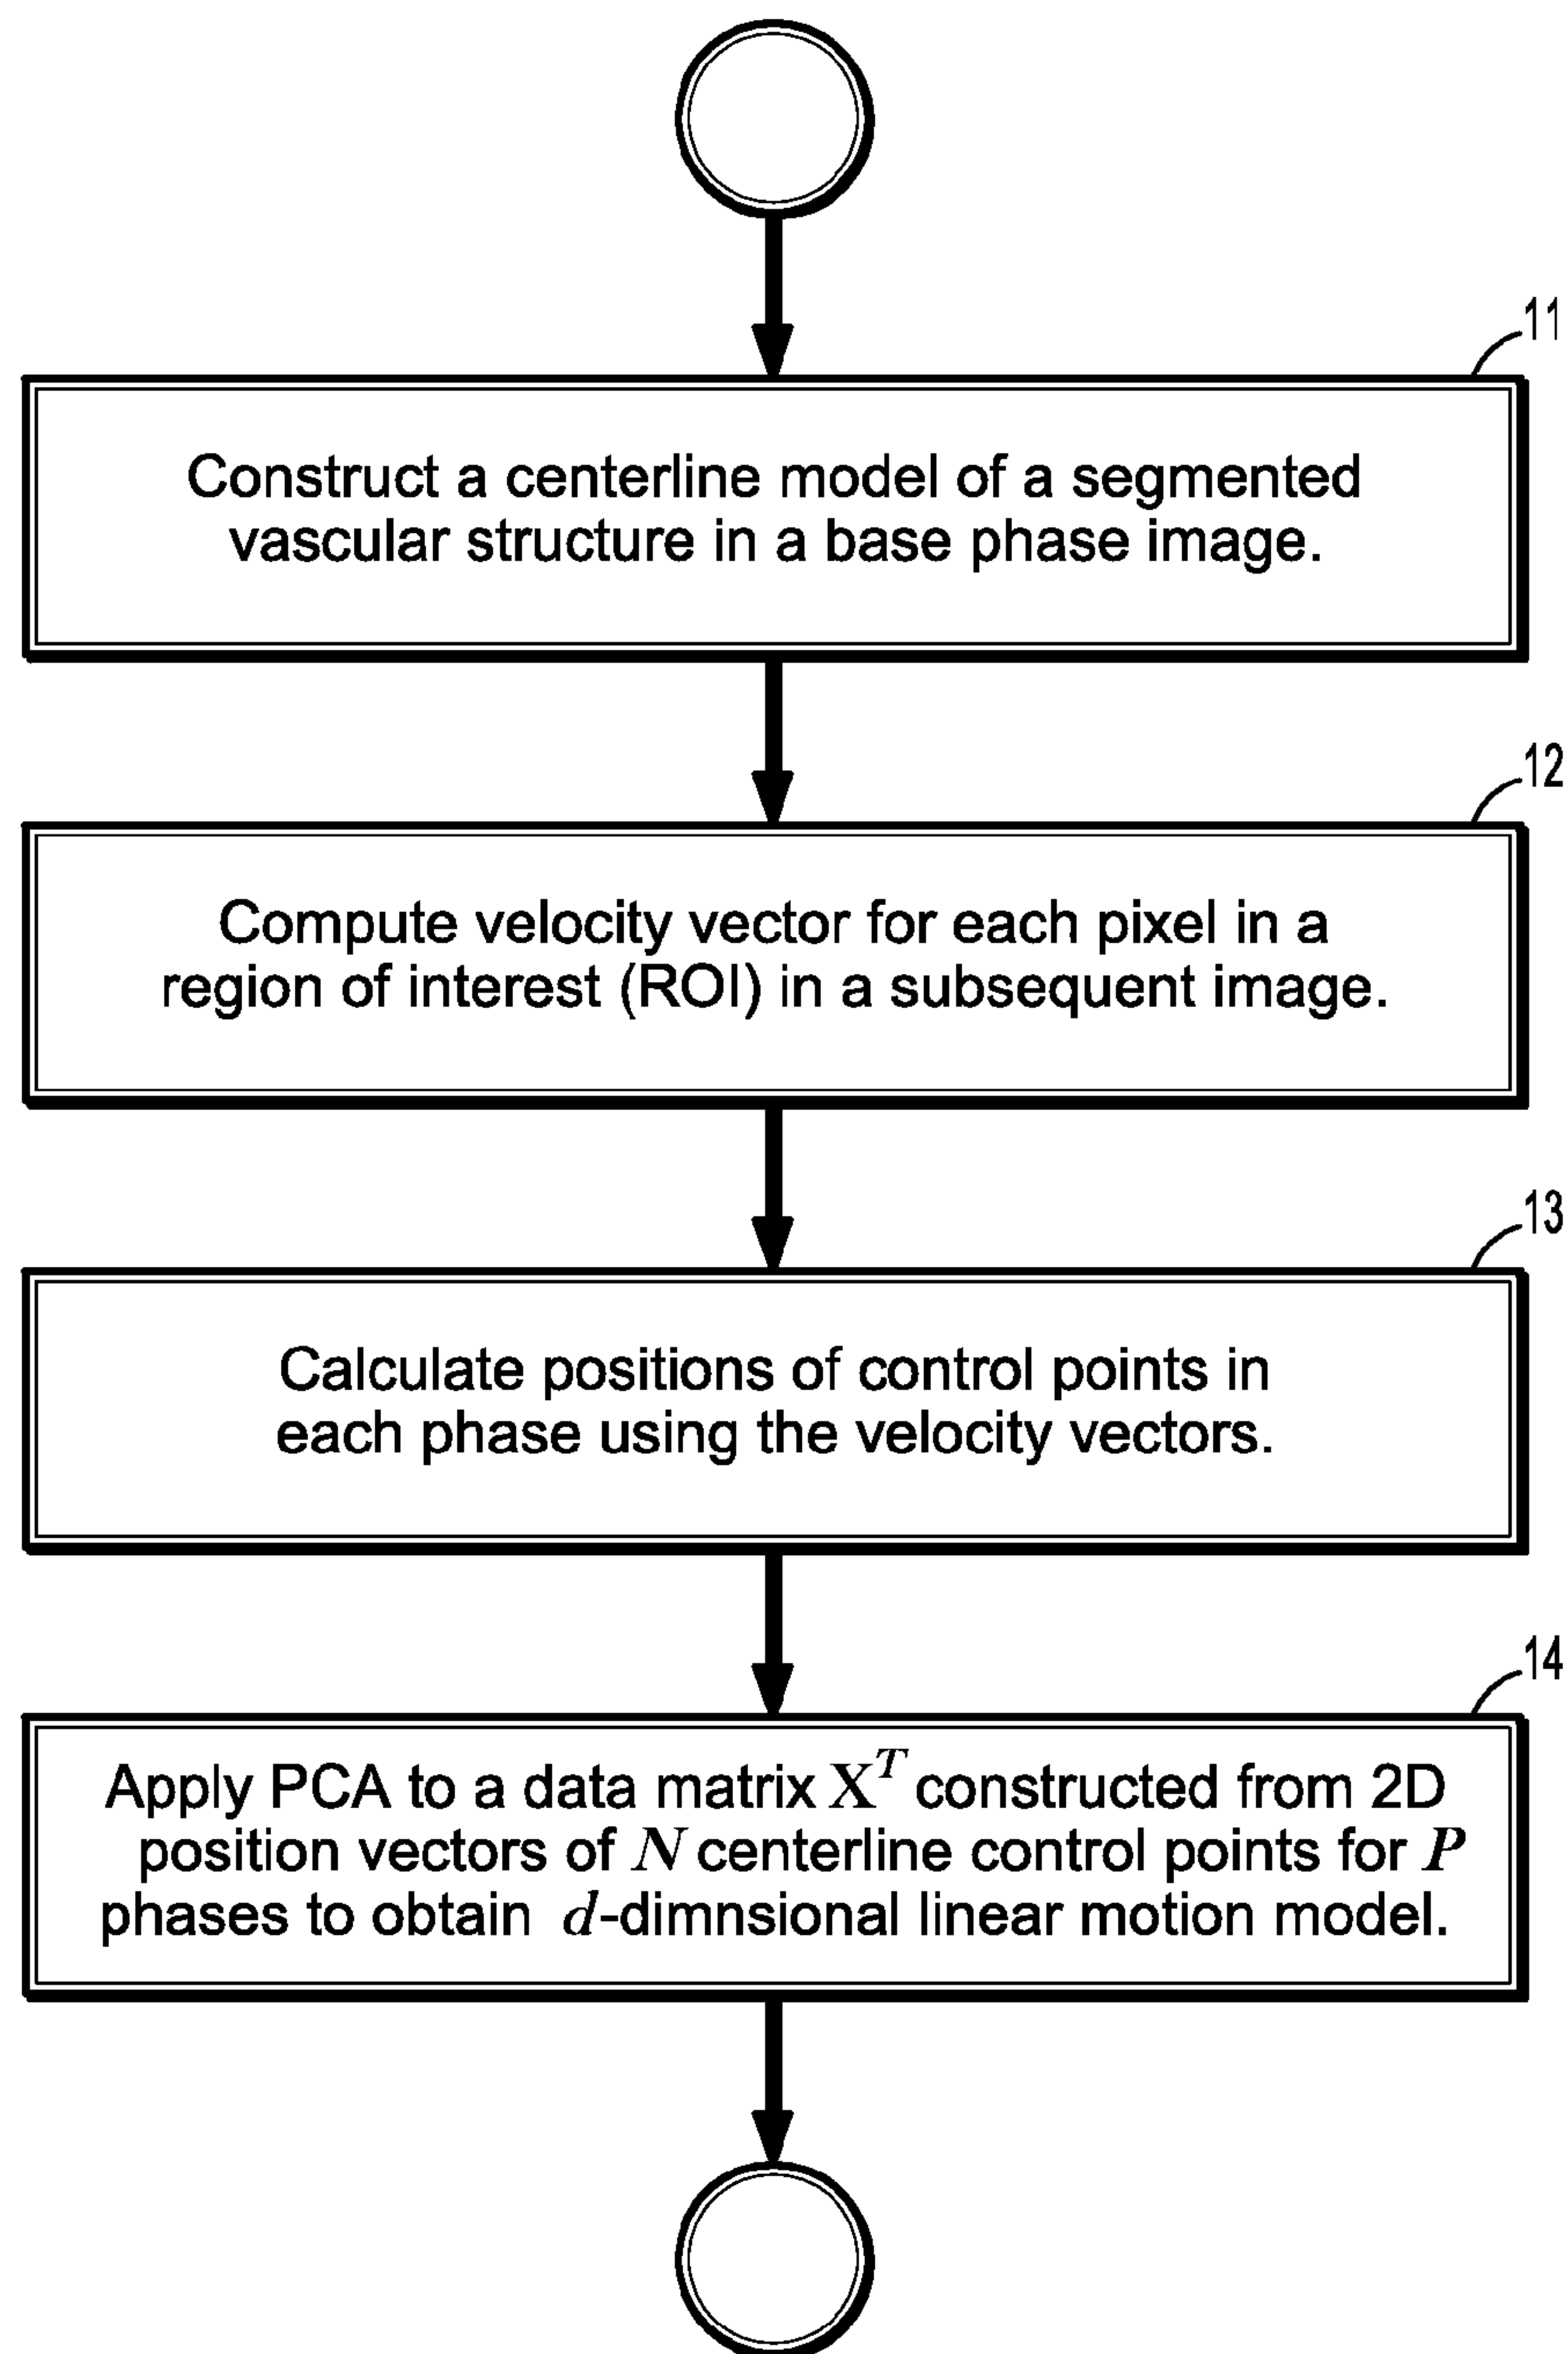 11
Construct a centerline model of a segmented
vascular structure in a base phase image.
12
Compute velocity vector for each pixel in a
region of interest (ROI) in a subsequent image.
13
Calculate positions of control points in
each phase using the velocity vectors.
14
Apply PCA to a data matrix X^T constructed from 2D
position vectors of N centerline control points for P
phases to obtain d-dimnsional linear motion model.